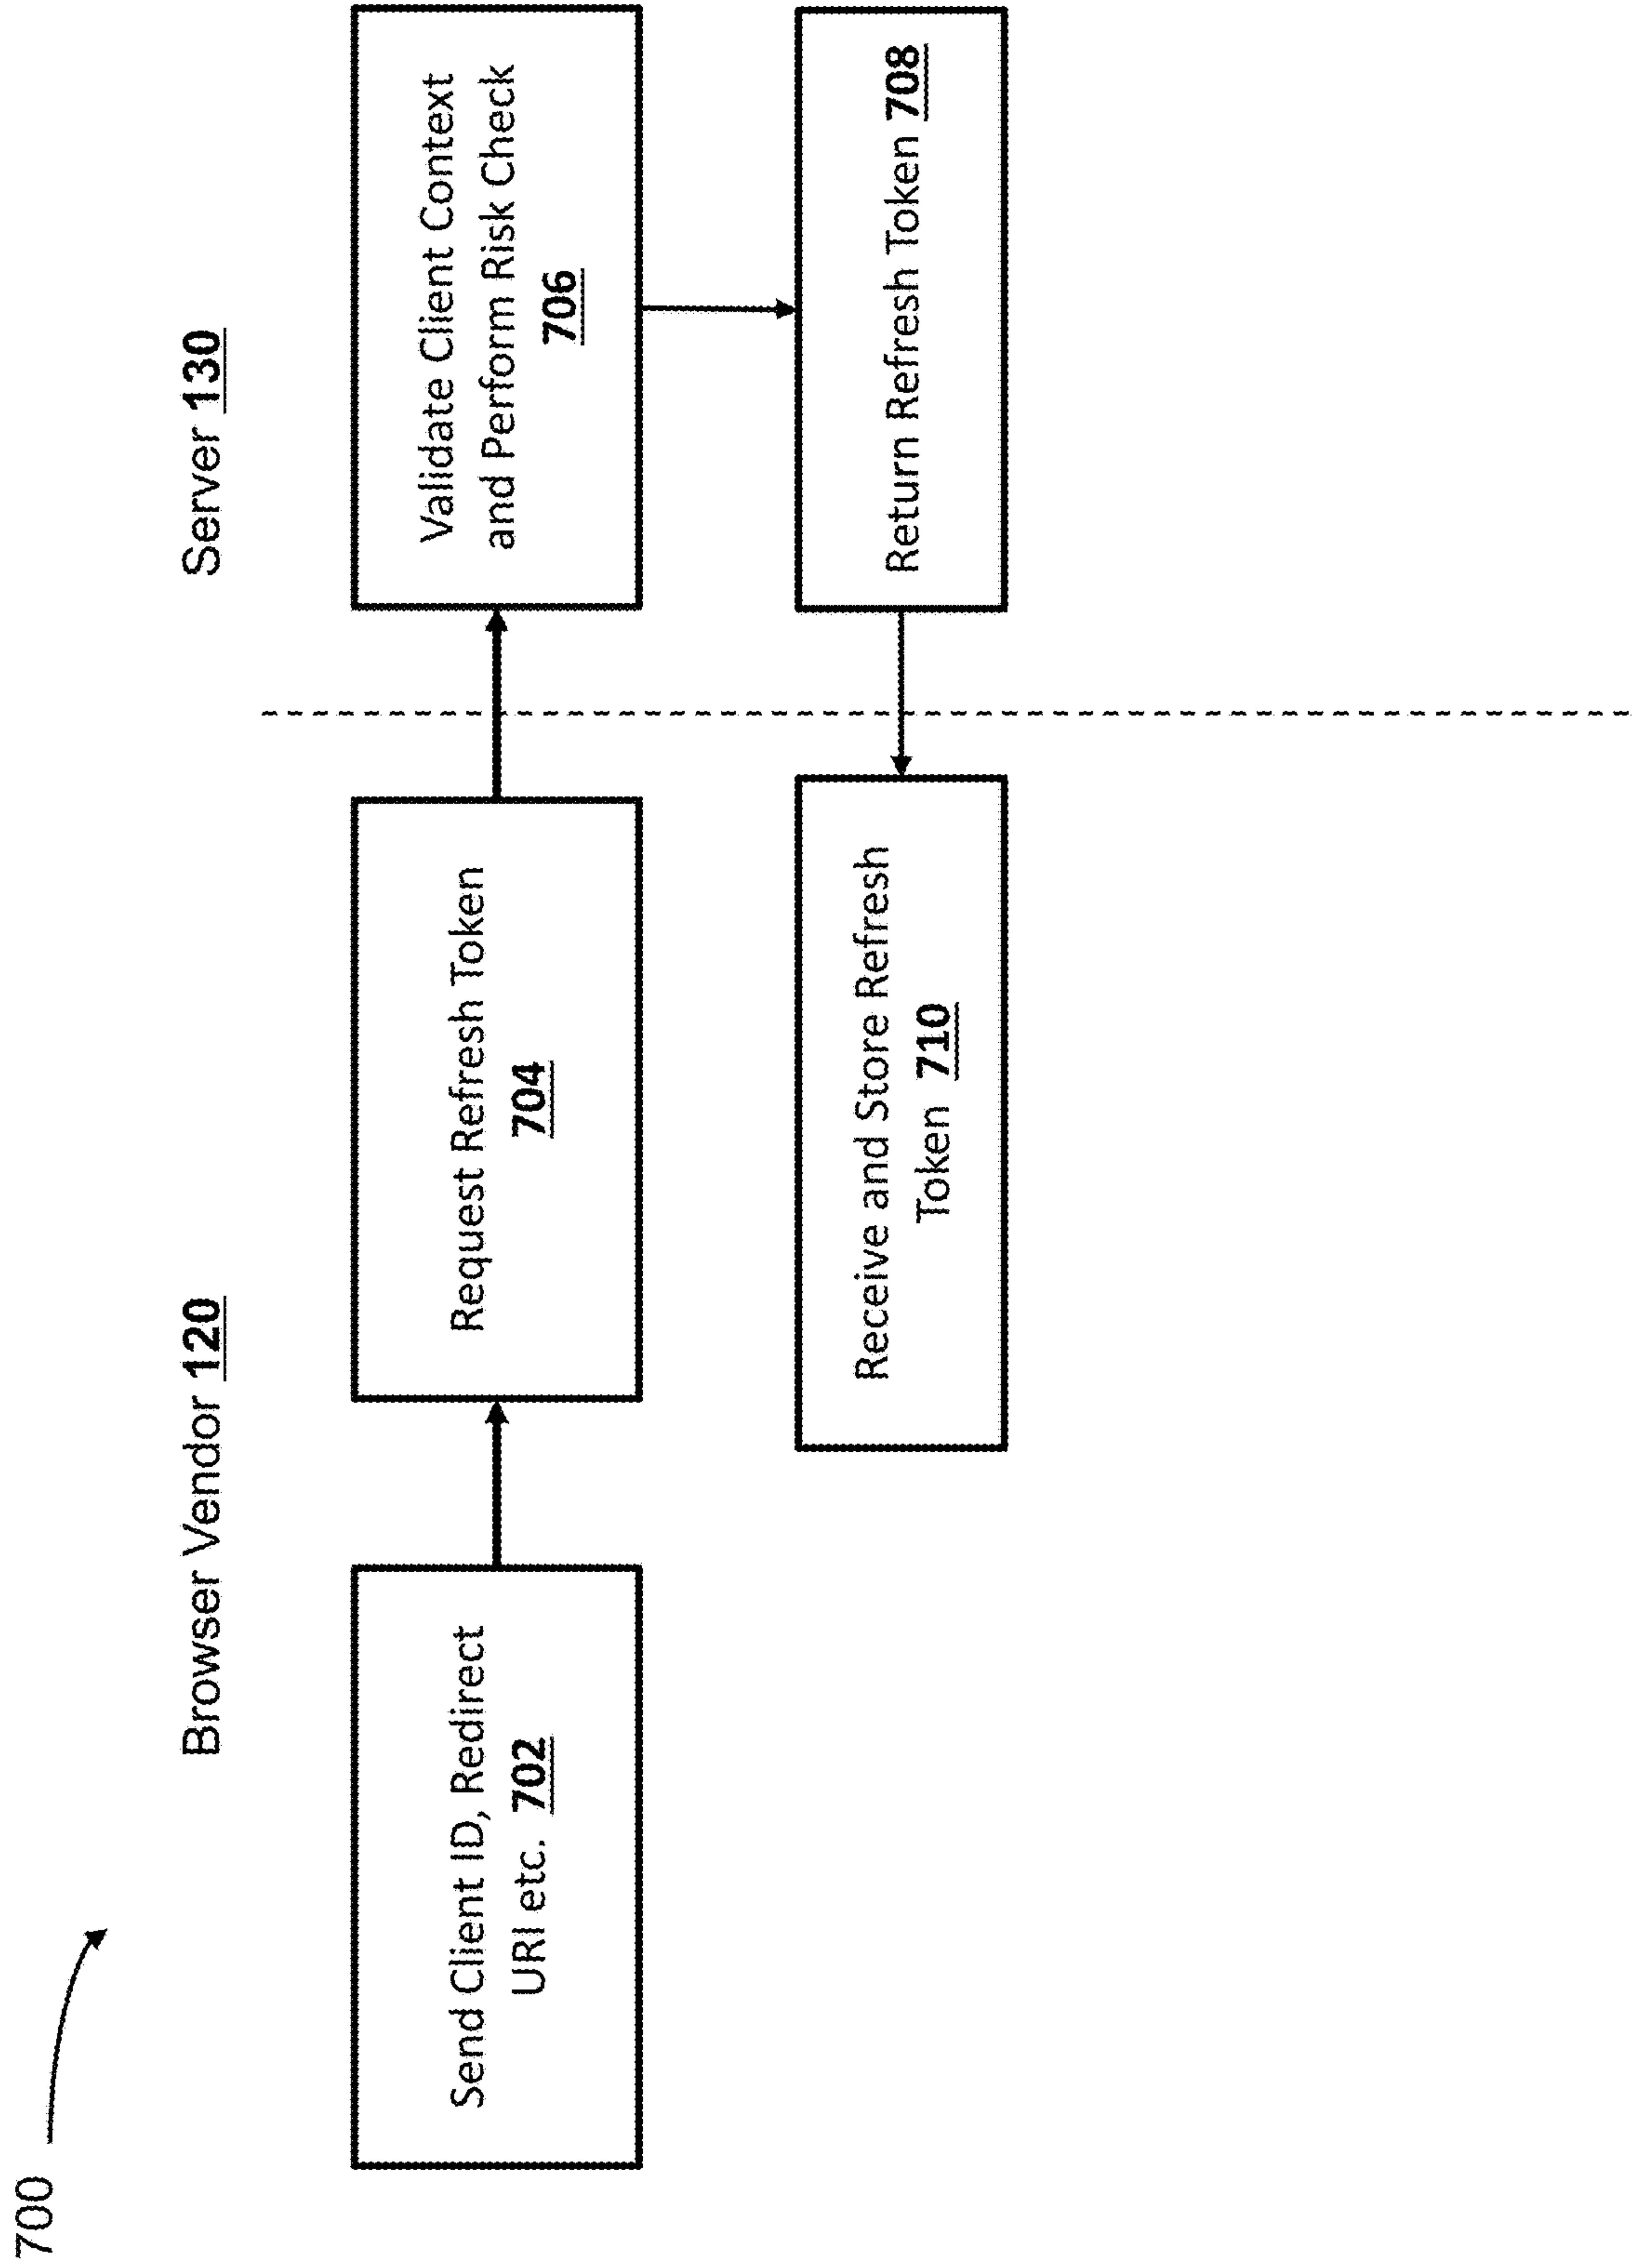 700
Browser Vendor 120
Server 130
Send Client ID, Redirect
URI etc. 702
Request Refresh Token
704
Validate Client Context
and Perform Risk Check
706
Receive and Store Refresh
Token 710
Return Refresh Token 708